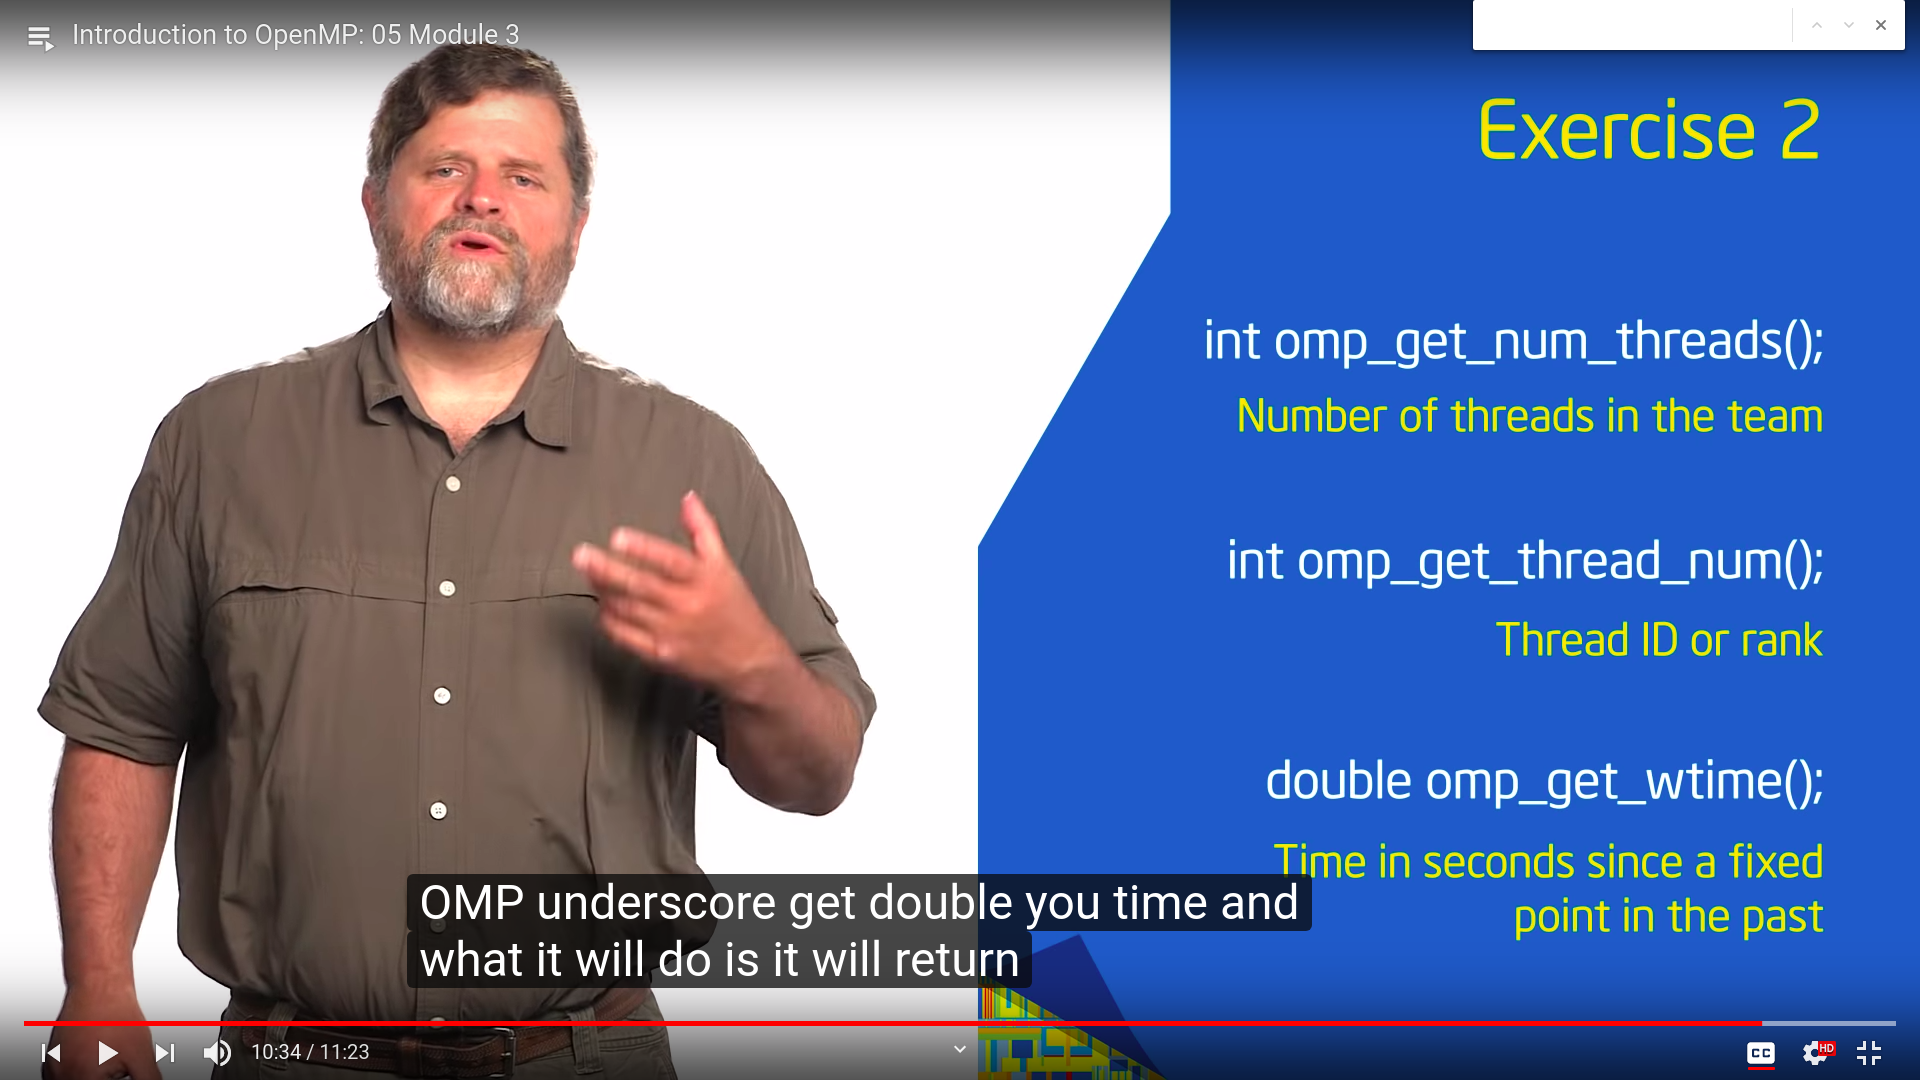 Introduction to OpenMP: 05 Module 3
Exercise 2
int omp_get_num_threads();
Number of threads in the team
int omp_get_thread_num();
Thread ID or rank
double omp_get_wtime();
Time in seconds since a fixed
point in the past
OMP underscore get double you time and
what it will do is it will return
10:34 / 11:23
CC
HD